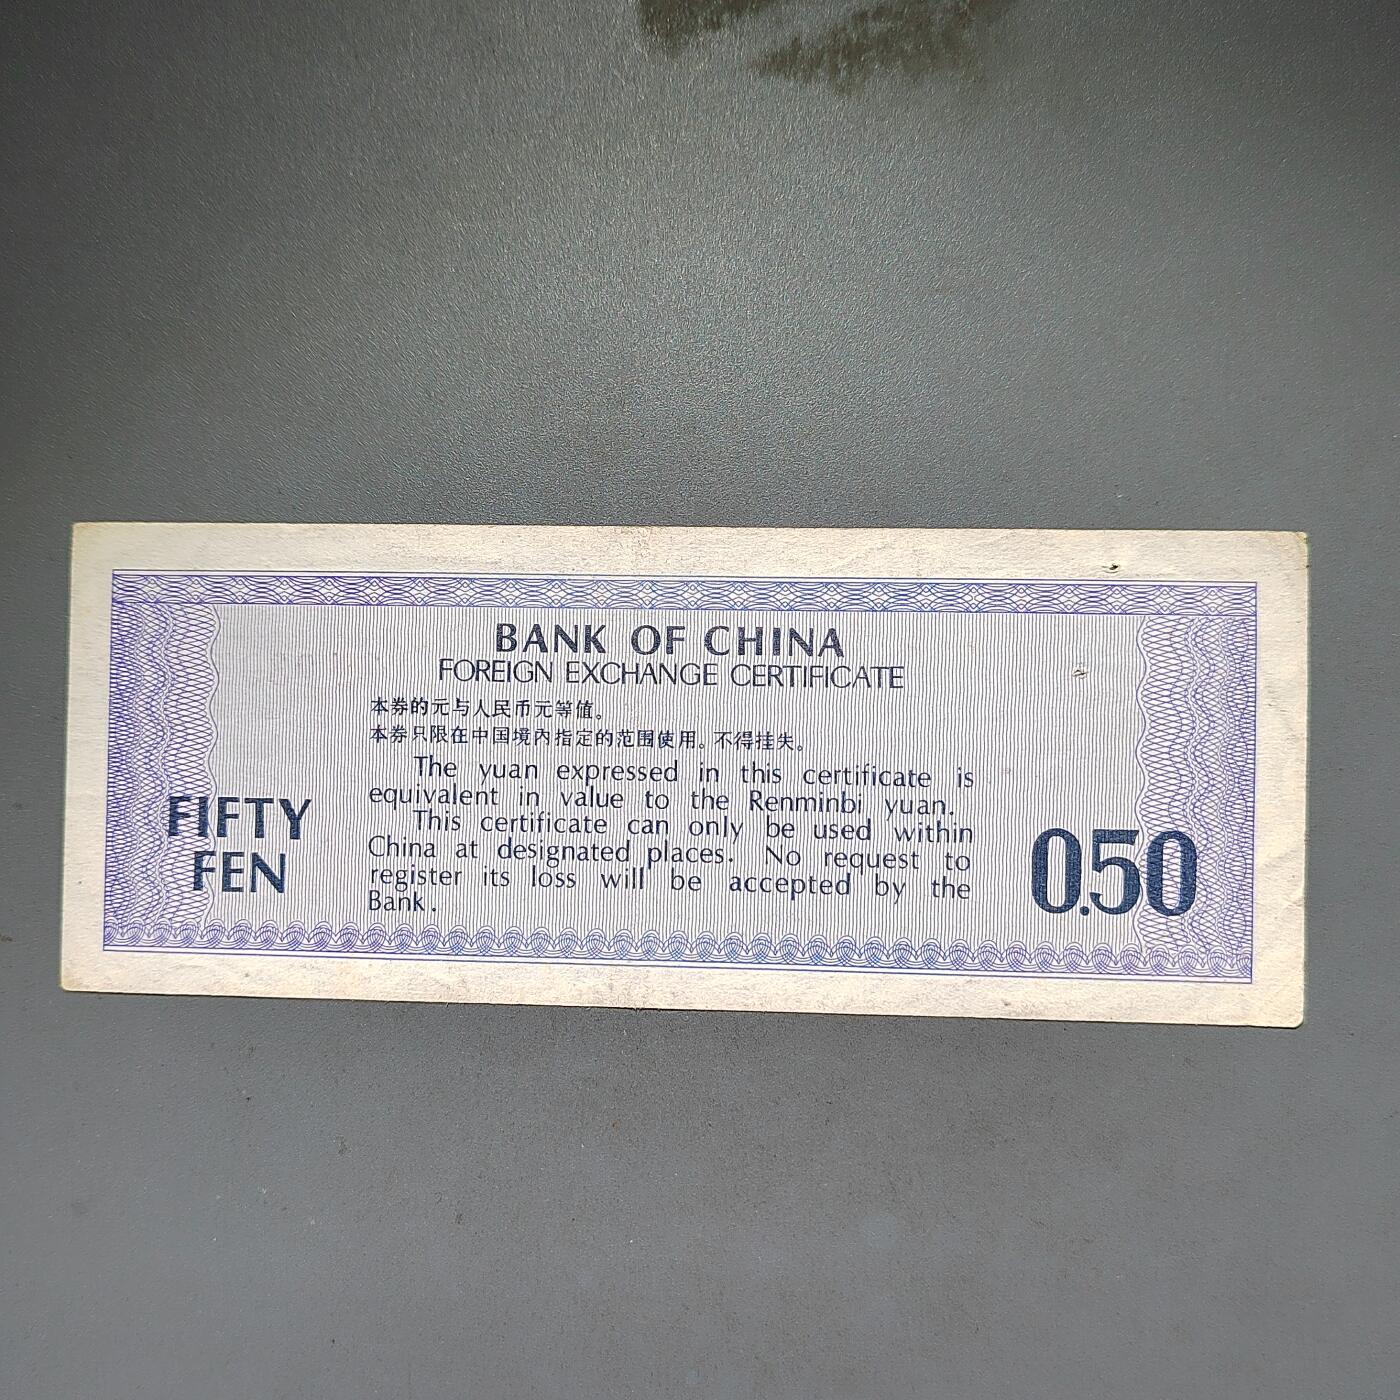 BANK OF CHINA
FOREIGN EXCHANGE CERTIFICATE
本券的元与人民币元等值。
本券只限在中国境内指定的范围使用。不得挂失。
The yuan expressed in this certificate is
equivalent in value to the Renminbi yuan.
This certificate can only be used within
China at designated places. No request to
register its loss will be accepted by the
Bank.
FIFTY
FEN
0.50